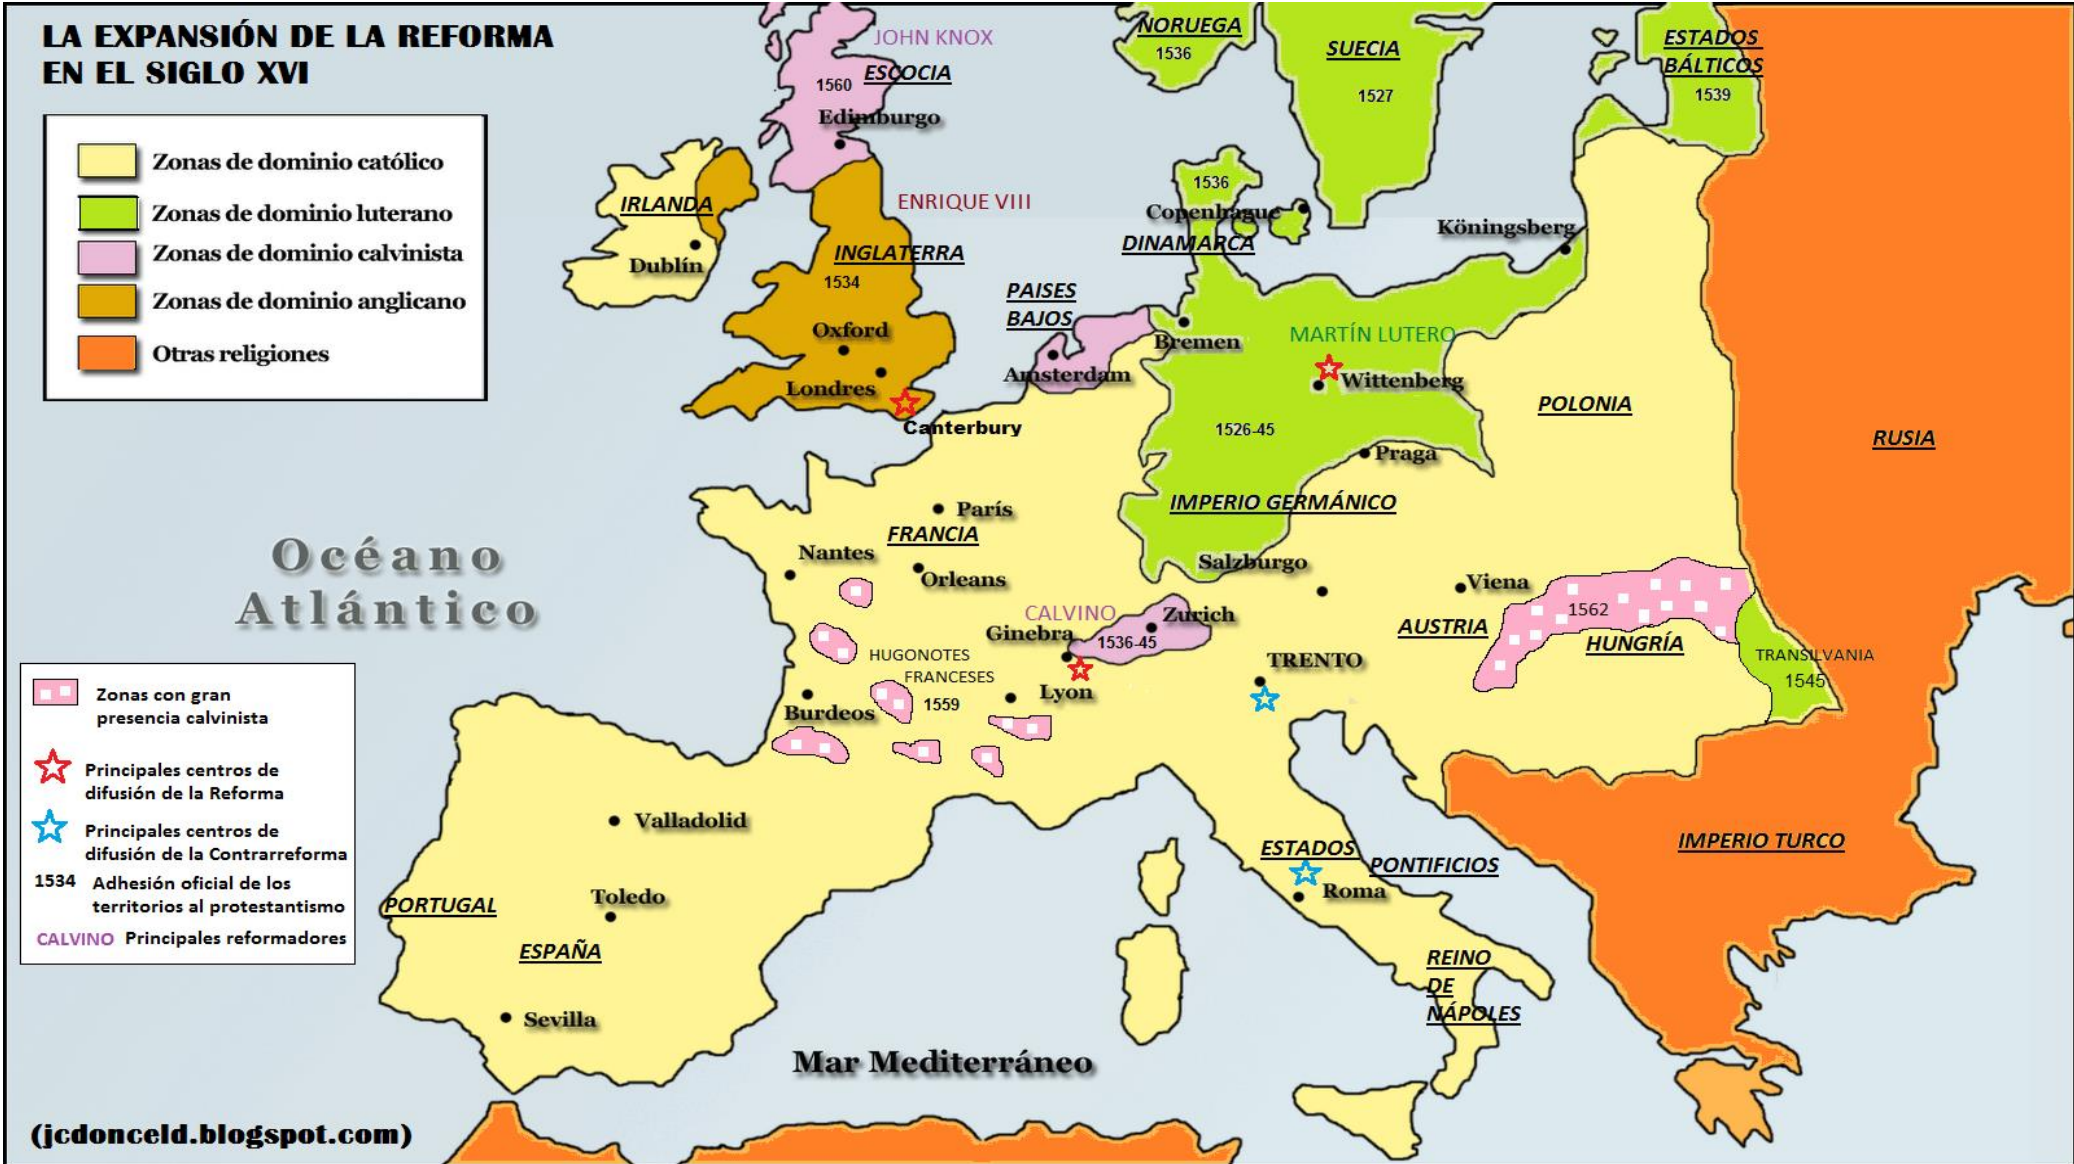 LA EXPANSIÓN DE LA REFORMA
EN EL SIGLO XVI
Zonas de dominio católico
Zonas de dominio luterano
Zonas de dominio calvinista
Zonas de dominio anglicano
Otras religiones
JOHN KNOX
ESCOCIA
1560
Edimburgo
NORUEGA
1536
SUECIA
1527
ESTADOS
BÁLTICOS
1539
IRLANDA
Dublín
ENRIQUE VIII
INGLATERRA
1534
Oxford
Londres
Canterbury
1536
Copenhague
DINAMARCA
Köningsberg
PAISES
BAJOS
Amsterdam
Bremen
MARTÍN LUTERO
Wittenberg
1526-45
Praga
IMPERIO GERMÁNICO
POLONIA
RUSIA
Océano
Atlántico
París
FRANCIA
Nantes
Orleans
Salzburgo
Viena
AUSTRIA
1562
HUNGRÍA
TRANSILVANIA
1545
CALVINO
Zurich
Ginebra
1536-45
HUGONOTES
FRANCESES
1559
Lyon
Burdeos
TRENTO
Zonas con gran
presencia calvinista
Principales centros de
difusión de la Reforma
Principales centros de
difusión de la Contrarreforma
1534 Adhesión oficial de los
territorios al protestantismo
CALVINO Principales reformadores
Valladolid
Toledo
PORTUGAL
ESPAÑA
Sevilla
ESTADOS
PONTIFICIOS
Roma
IMPERIO TURCO
REINO
DE
NÁPOLES
Mar Mediterráneo
(jcdonceld.blogspot.com)